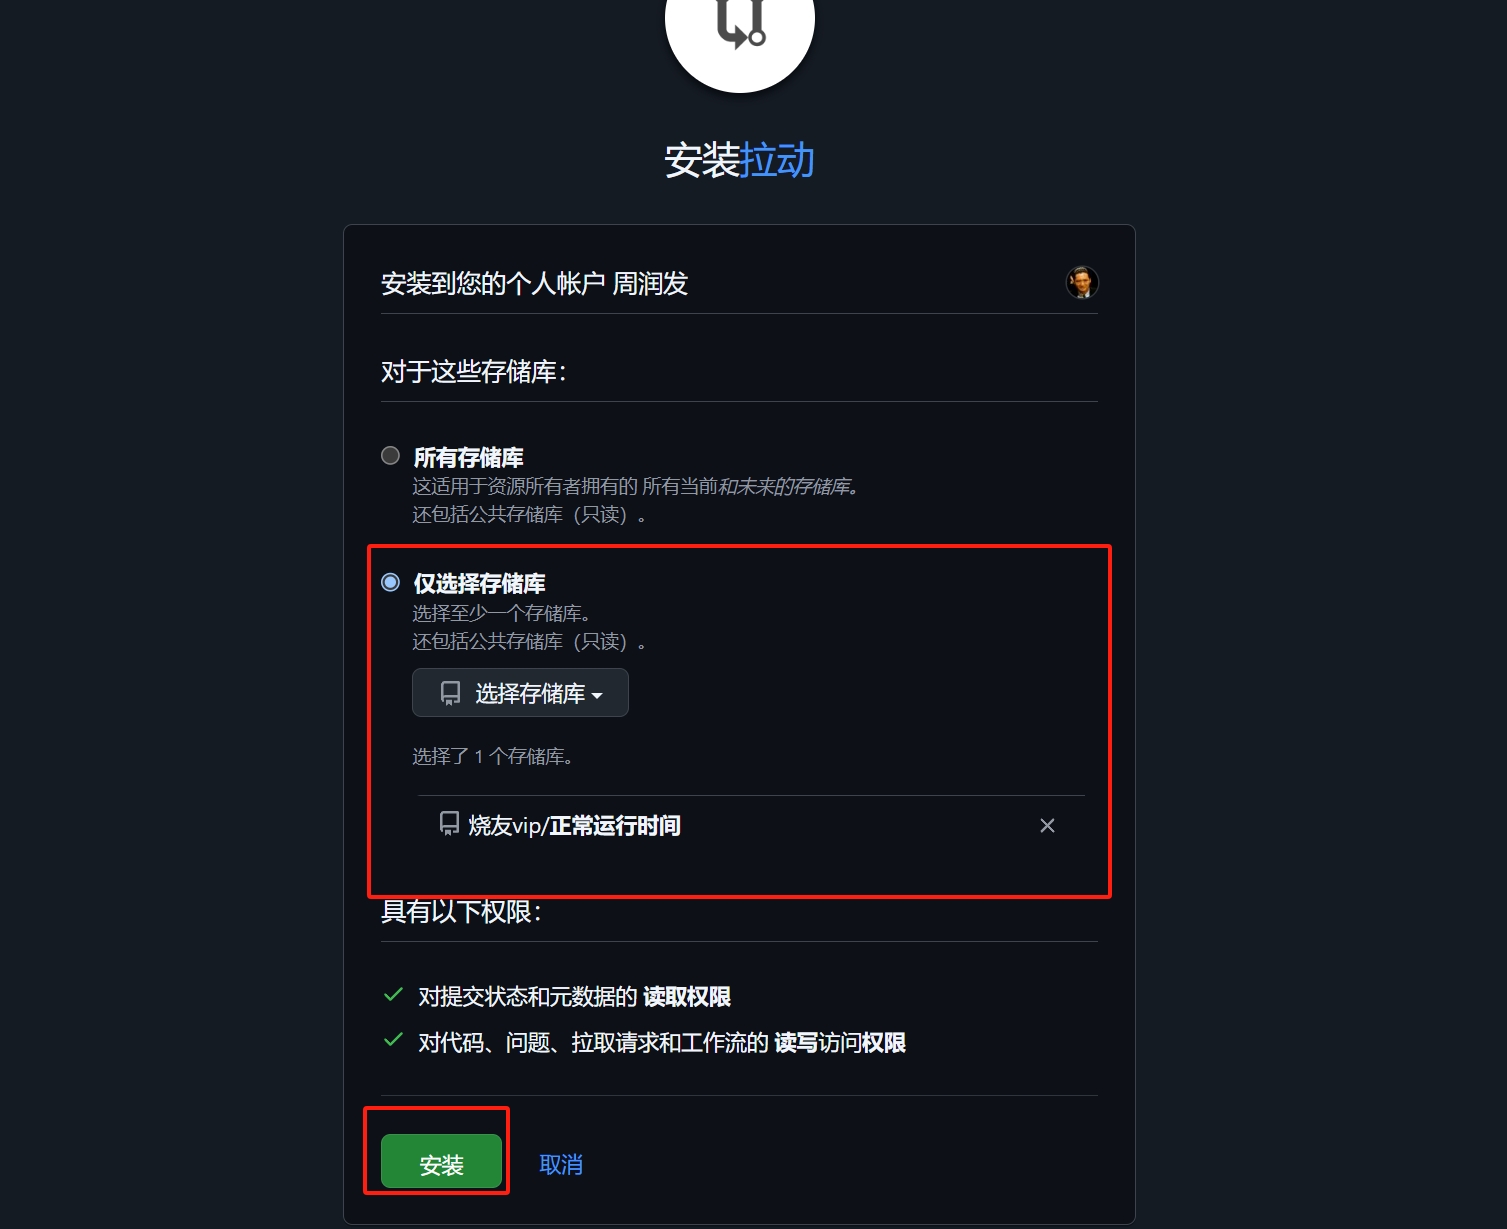 安装拉动
安装到您的个人帐户 周润发
对于这些存储库：
所有存储库
这适用于资源所有者拥有的 所有当前和未来的存储库。
还包括公共存储库（只读）。
仅选择存储库
选择至少一个存储库。
还包括公共存储库（只读）。
选择存储库
选择了 1 个存储库。
烧友vip/正常运行时间
具有以下权限：
对提交状态和元数据的 读取权限
对代码、问题、拉取请求和工作流的 读写访问权限
安装 取消